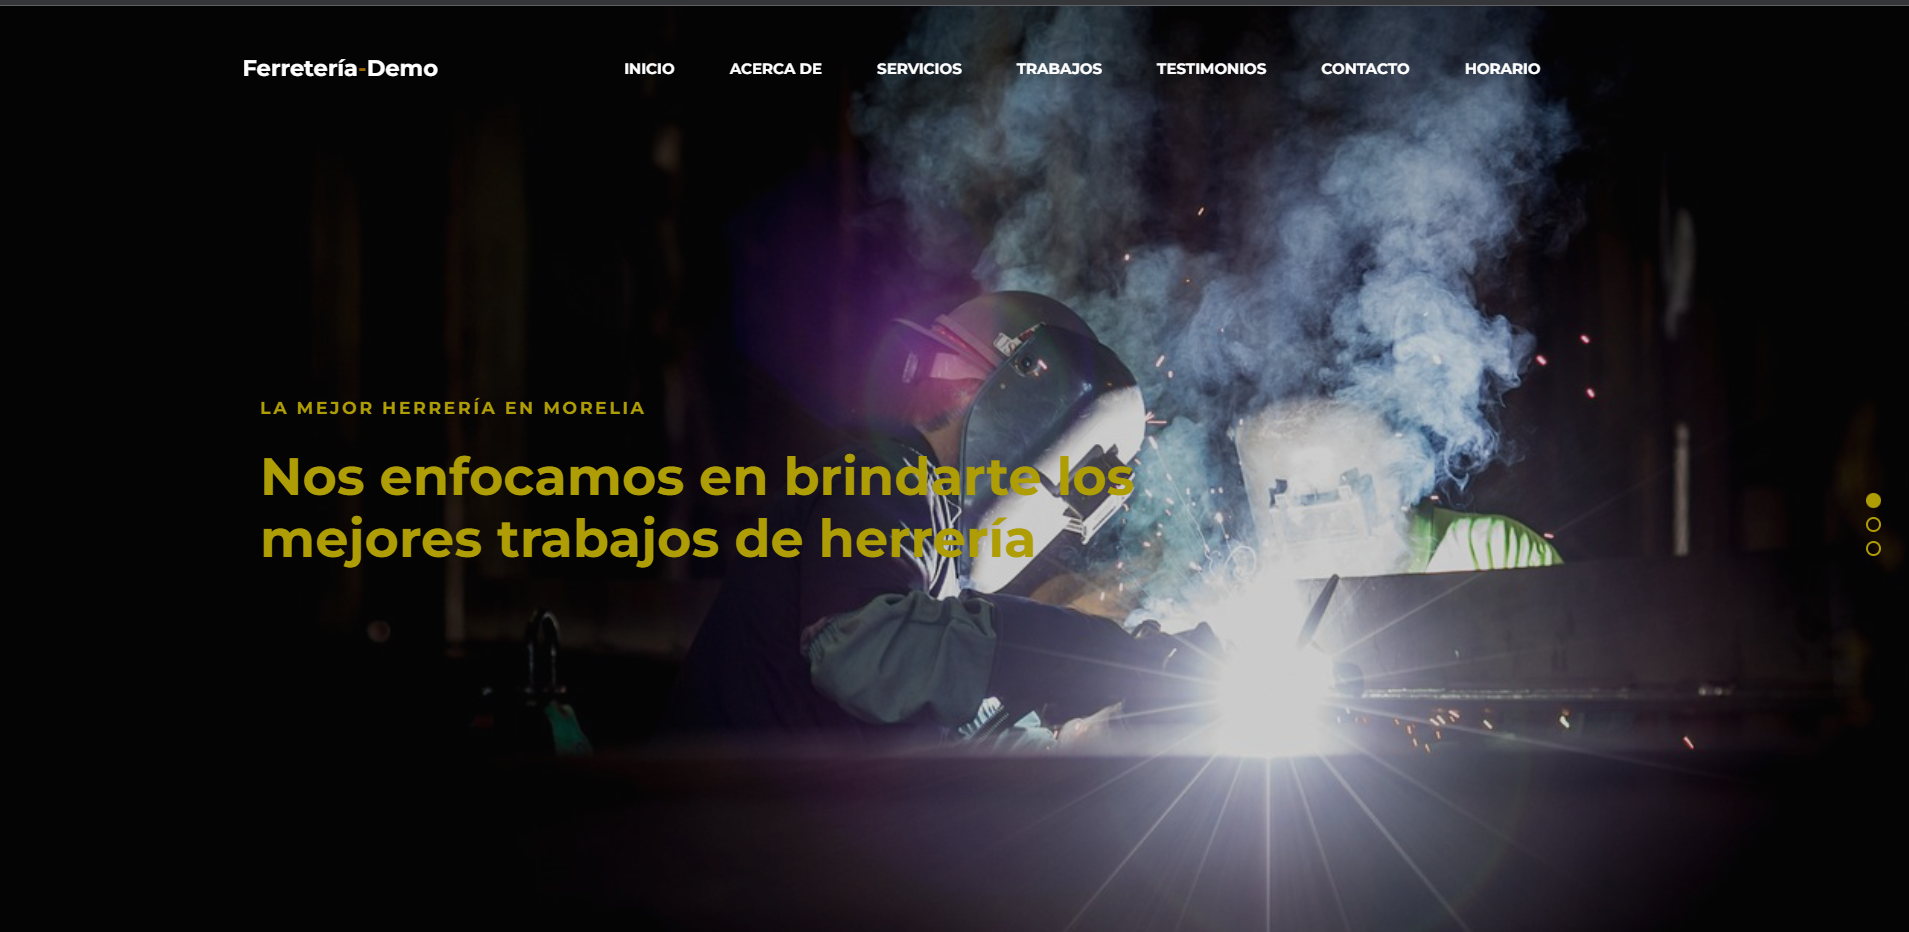 Ferretería-Demo
INICIO ACERCA DE SERVICIOS TRABAJOS TESTIMONIOS CONTACTO HORARIO
LA MEJOR HERRERÍA EN MORELIA
Nos enfocamos en brindarte los
mejores trabajos de herrería